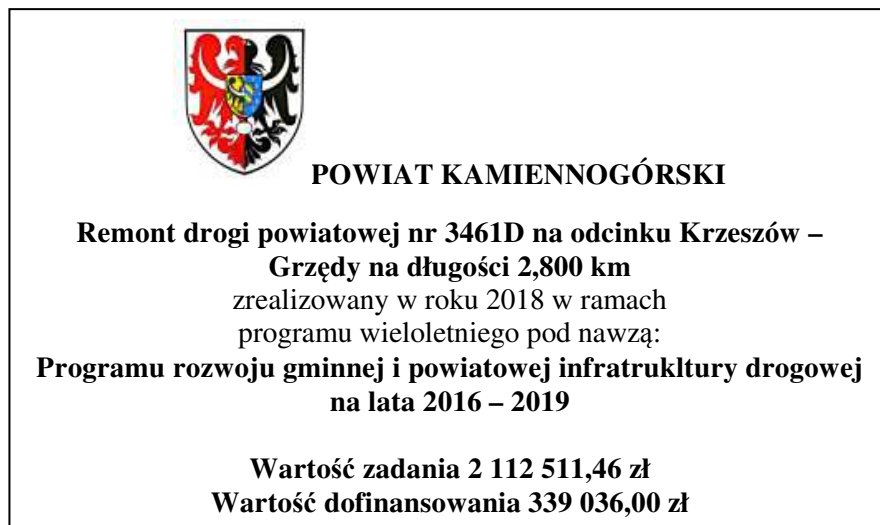 POWIAT KAMIENNOGÓRSKI
Remont drogi powiatowej nr 3461D na odcinku Krzeszów –
Grzędy na długości 2,800 km
zrealizowany w roku 2018 w ramach
programu wieloletniego pod nawzą:
Programu rozwoju gminnej i powiatowej infratrukltury drogowej
na lata 2016 – 2019
Wartość zadania 2 112 511,46 zł
Wartość dofinansowania 339 036,00 zł